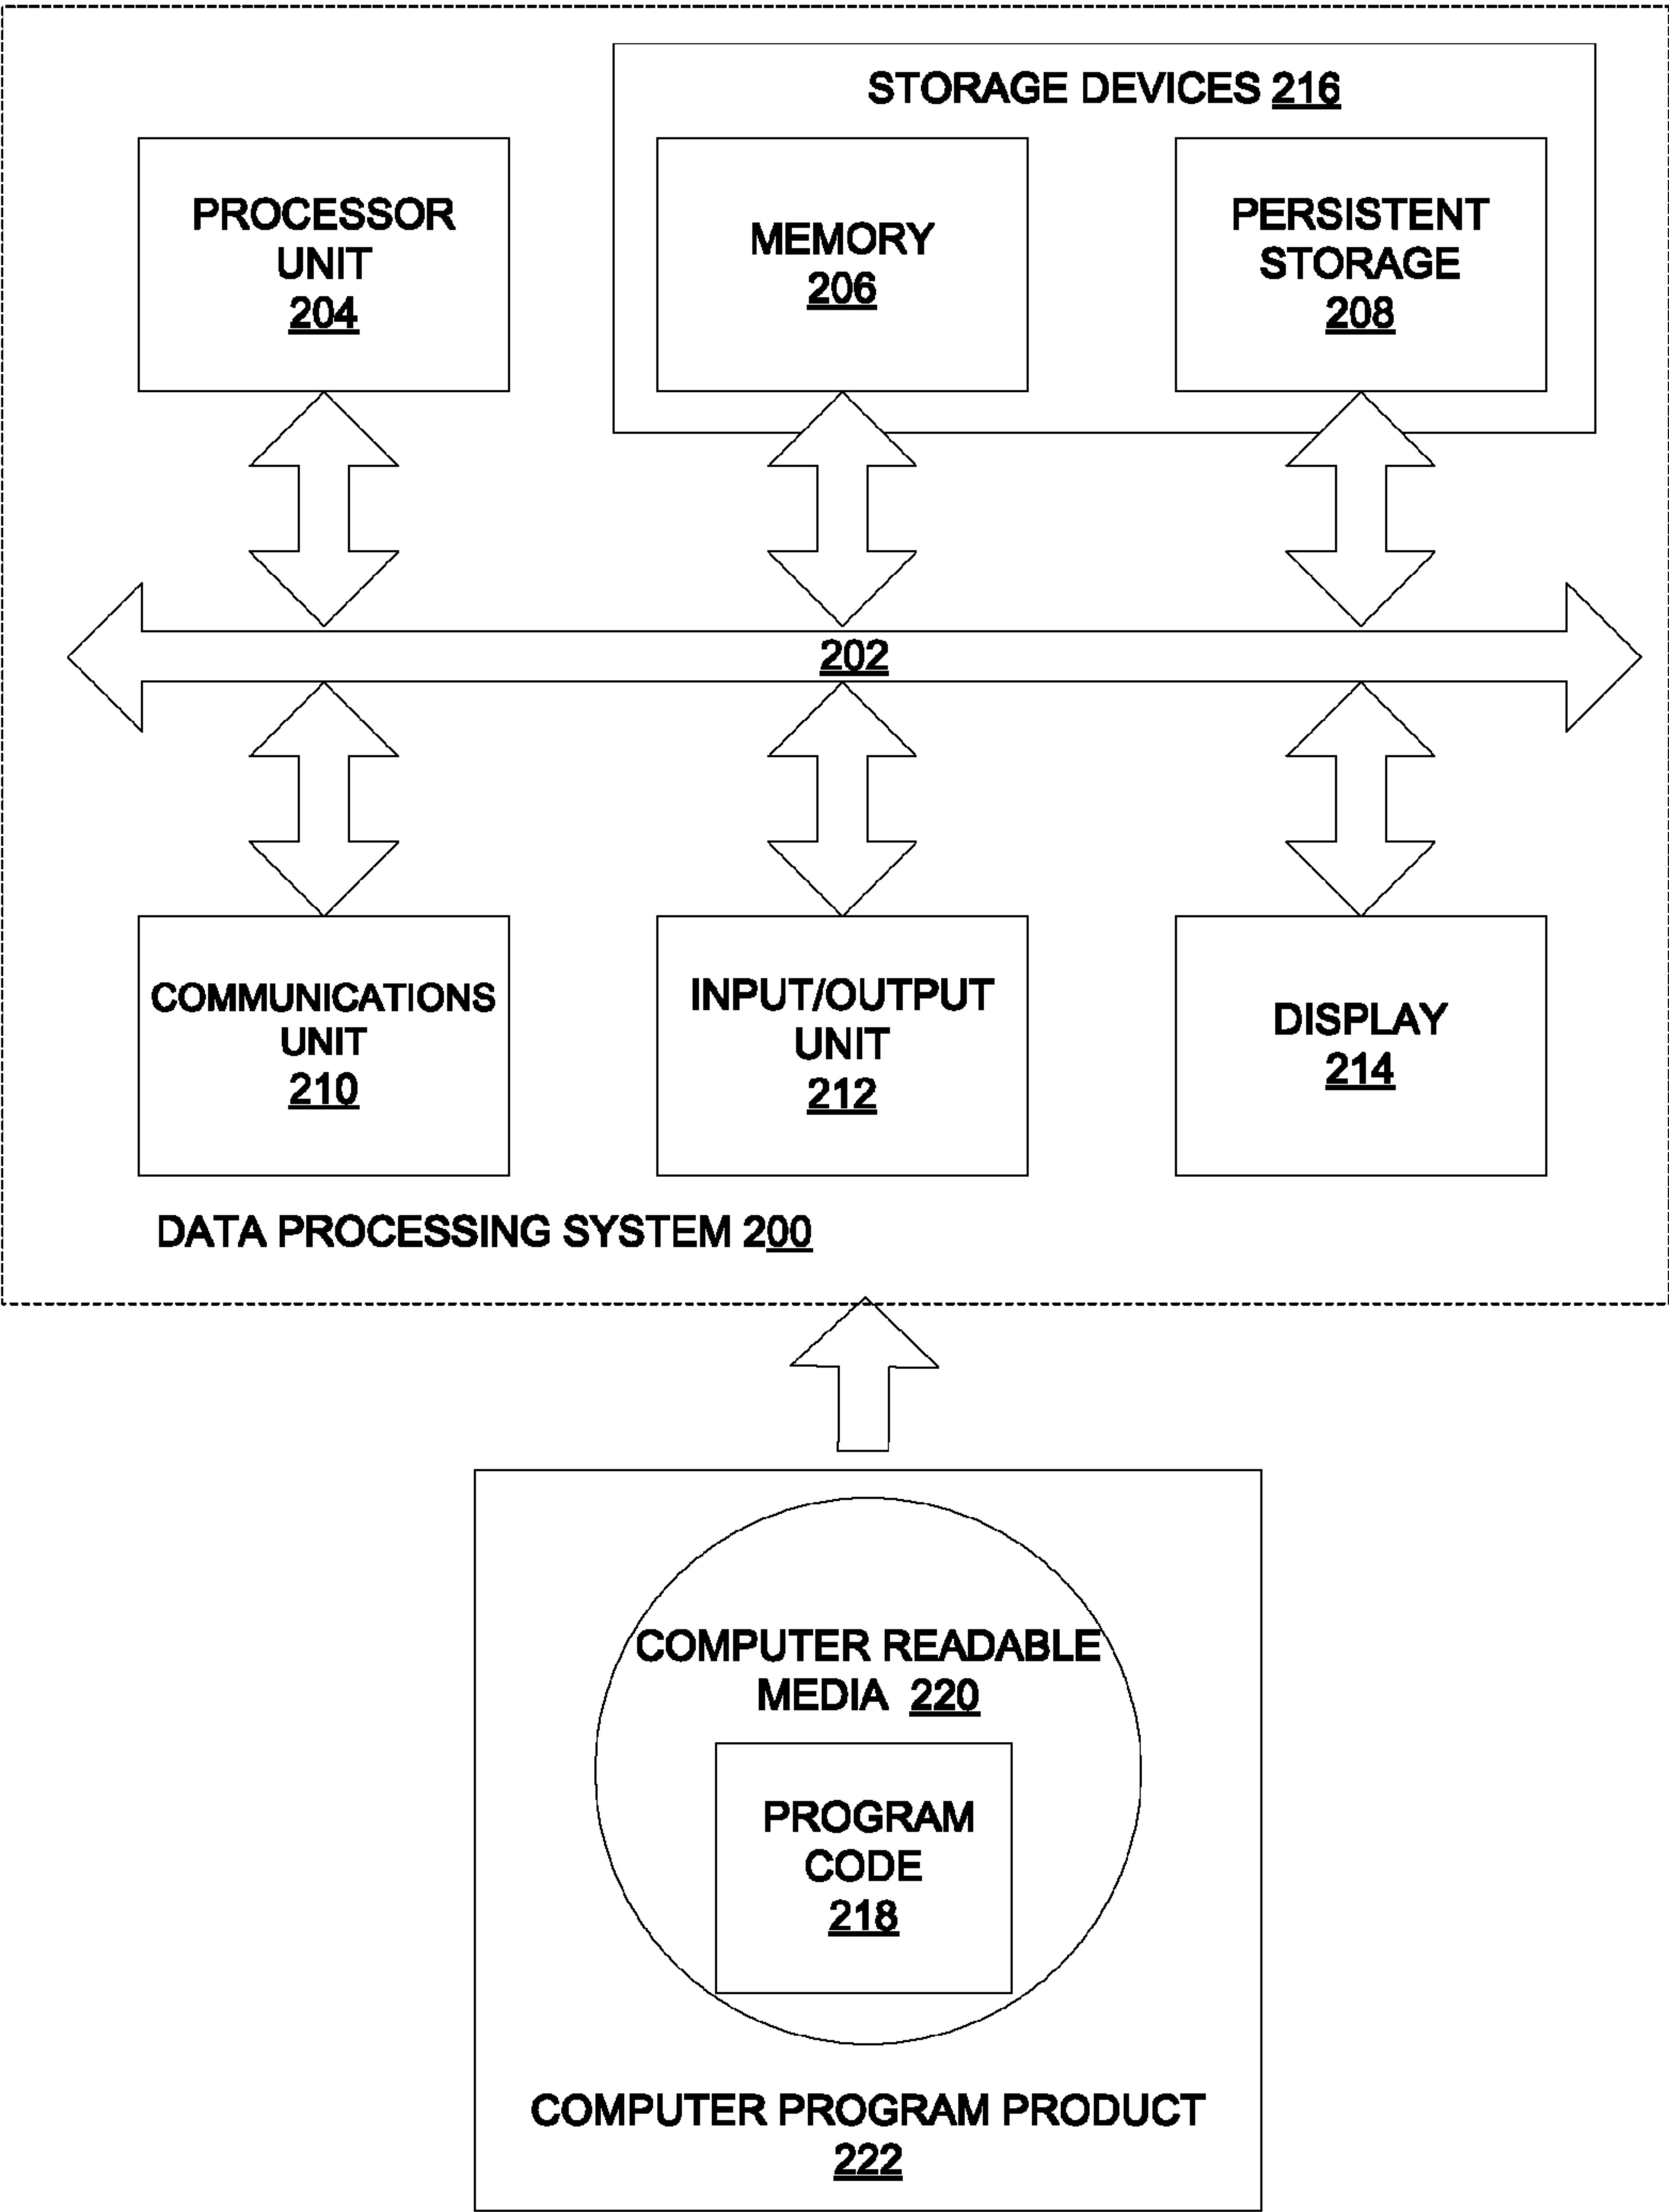 STORAGE DEVICES 216
PROCESSOR
UNIT
204
MEMORY
206
PERSISTENT
STORAGE
208
202
COMMUNICATIONS
UNIT
210
INPUT/OUTPUT
UNIT
212
DISPLAY
214
DATA PROCESSING SYSTEM 200
COMPUTER READABLE
MEDIA 220
PROGRAM
CODE
218
COMPUTER PROGRAM PRODUCT
222